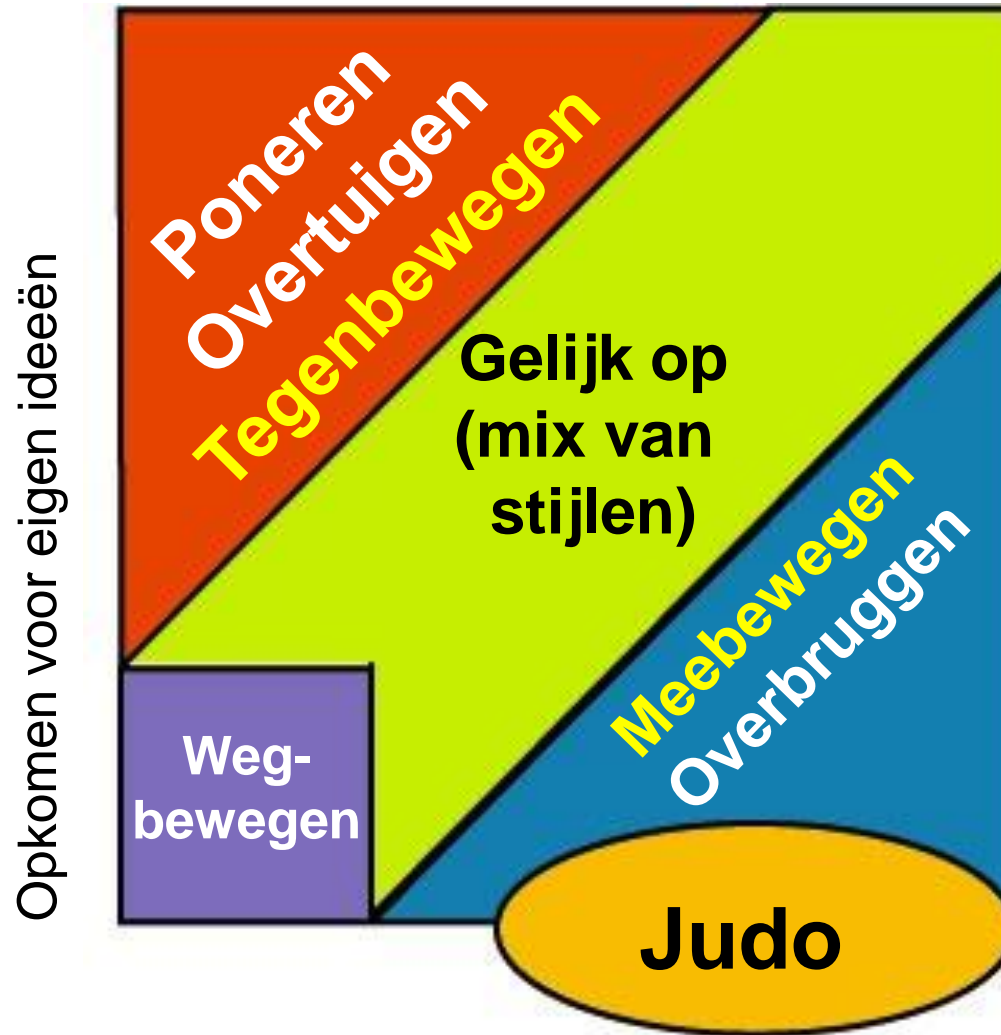 Opkomen voor eigen ideeën
Poneren
Overtuigen
Tegenbewegen
Gelijk op
(mix van
stijlen)
Meebewegen
Overbruggen
Weg-
bewegen
Judo